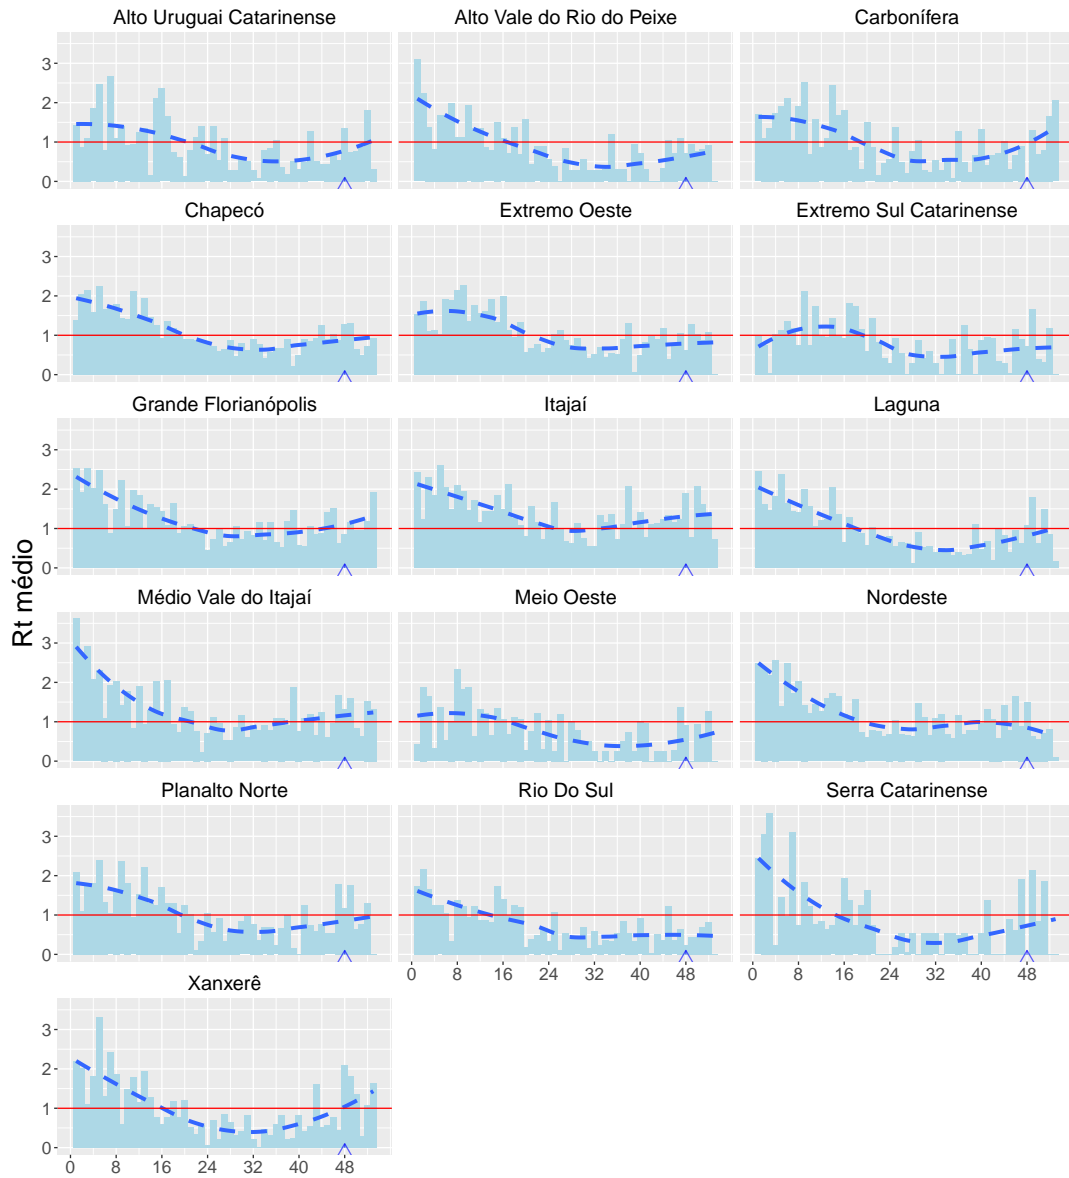 Alto Uruguai Catarinense Alto Vale do Rio do Peixe Carbonífera
3
2
1
0
Chapecó Extremo Oeste Extremo Sul Catarinense
3
2
1
0
Grande Florianópolis Itajaí Laguna
3
2
1
0
Rt médio
Médio Vale do Itajaí Meio Oeste Nordeste
3
2
1
0
Planalto Norte Rio Do Sul Serra Catarinense
3
2
1
0
0 8 16 24 32 40 48 0 8 16 24 32 40 48
Xanxerê
3
2
1
0
0 8 16 24 32 40 48